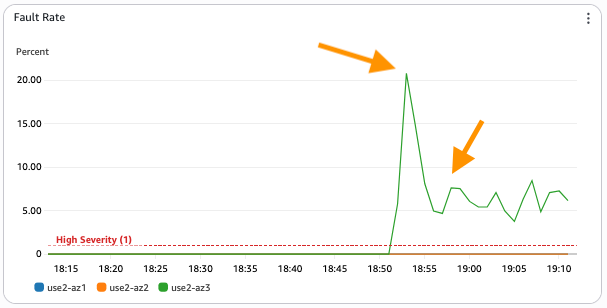 Fault Rate
Percent
20.00
15.00
10.00
5.00
High Severity (1)
0
18:15 18:20 18:25 18:30 18:35 18:40 18:45 18:50 18:55 19:00 19:05 19:10
use2-az1 use2-az2 use2-az3